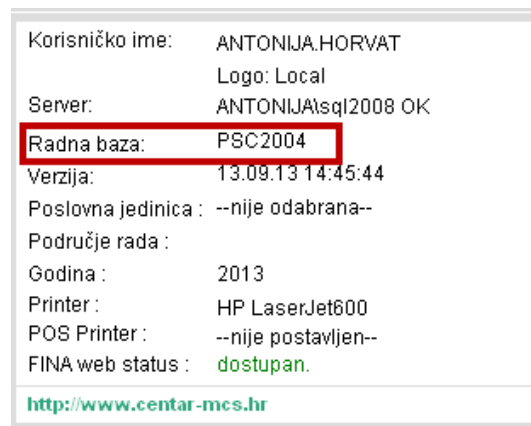 Korisničko ime: ANTONIJA.HORVAT
Logo: Local
Server: ANTONIJA\sql2008 OK
Radna baza: PSC2004
Verzija: 13.09.13 14:45:44
Poslovna jedinica : --nije odabrana--
Područje rada :
Godina : 2013
Printer : HP LaserJet600
POS Printer : --nije postavljen--
FINA web status : dostupan.
http://www.centar-mcs.hr